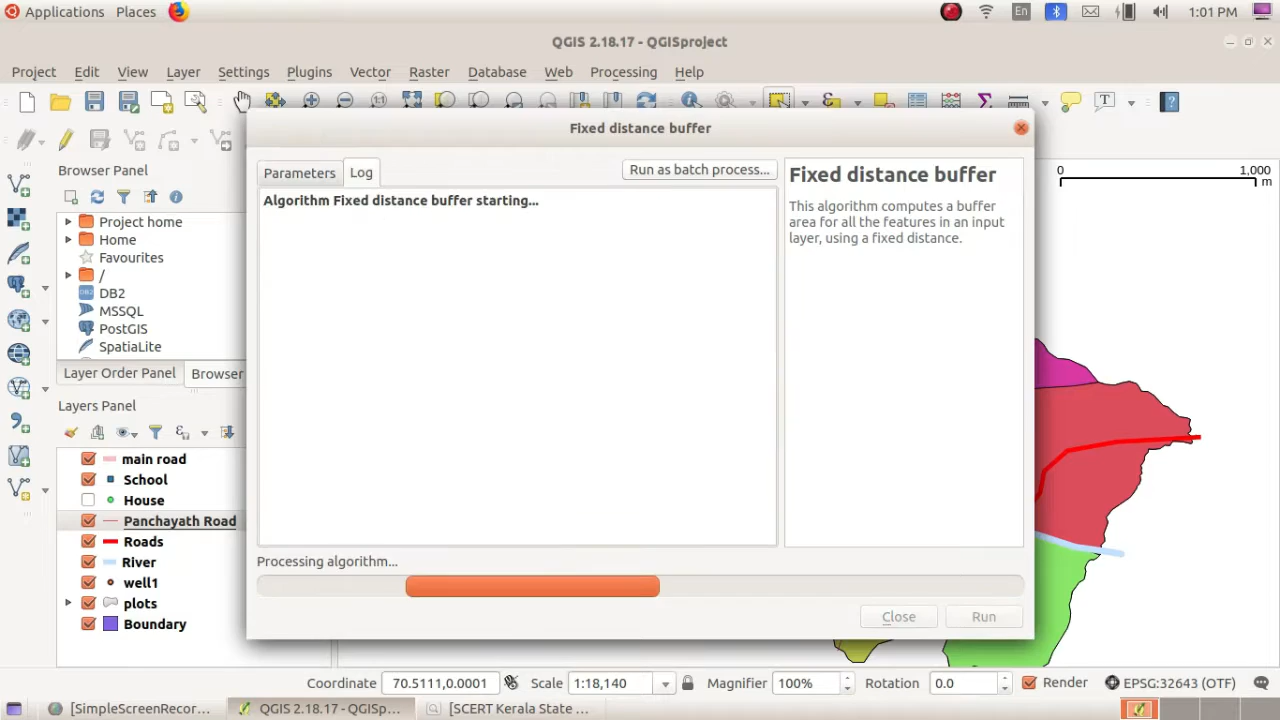 Applications Places En 1:01 PM
QGIS 2.18.17 - QGISproject
Project Edit View Layer Settings Plugins Vector Raster Database Web Processing Help
Fixed distance buffer
Browser Panel
Parameters Log Run as batch process...
Fixed distance buffer
0 1,000
m
Algorithm Fixed distance buffer starting...
This algorithm computes a buffer
area for all the features in an input
layer, using a fixed distance.
Project home
Home
Favourites
/
DB2
MSSQL
PostGIS
SpatiaLite
Layer Order Panel Browser
Layers Panel
main road
School
House
Panchayath Road
Roads
River
well1
plots
Boundary
Processing algorithm...
Close Run
Coordinate 70.5111,0.0001 Scale 1:18,140 Magnifier 100% Rotation 0.0 Render EPSG:32643 (OTF)
[SimpleScreenRecor... QGIS 2.18.17 - QGISp... [SCERT Kerala State ...